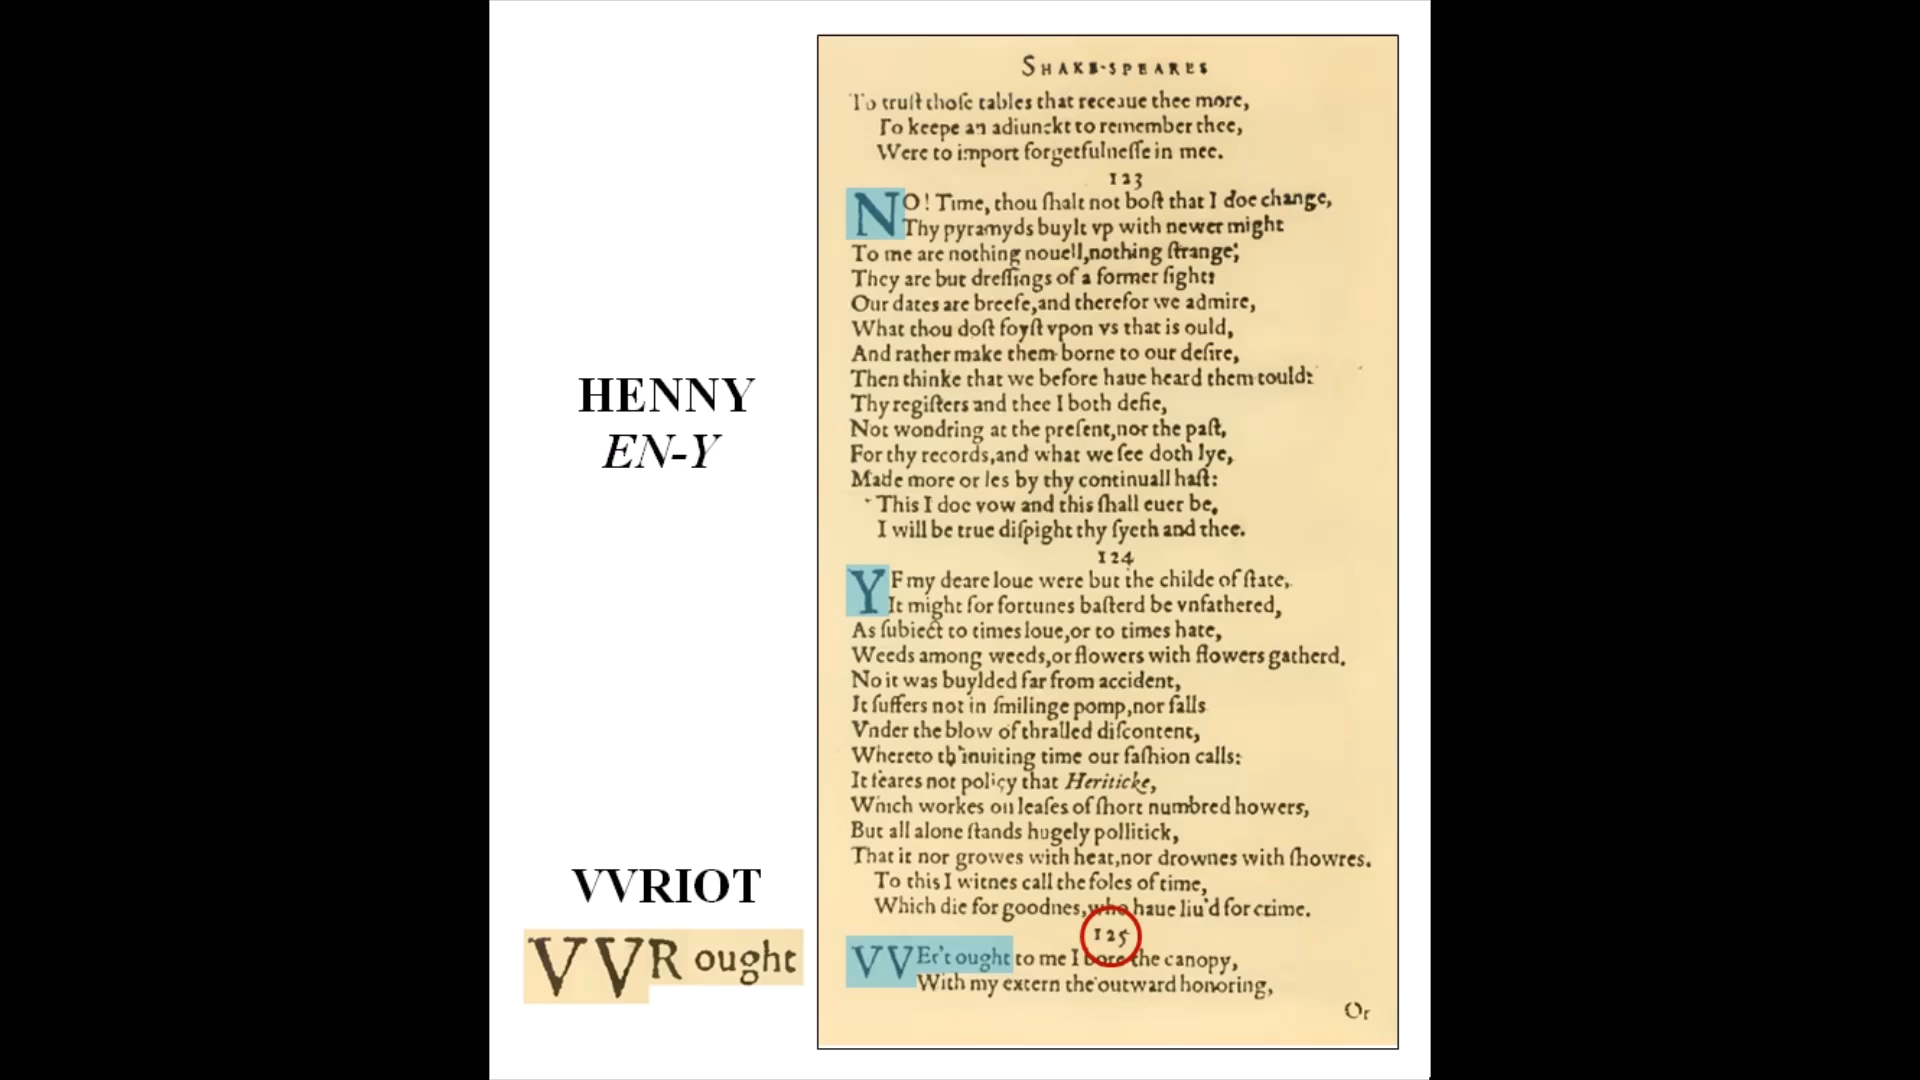 HENNY
EN-Y
VVRIOT
VVR ought
SHAKE-SPEARES
To truſt thoſe tables that receaue thee more,
To keepe an adiunckt to remember thee,
Were to import forgetfulneſſe in mee.
123
NO! Time, thou ſhalt not boſt that I doe change,
Thy pyramyds buylt vp with newer might
To me are nothing nouell,nothing ſtrange;
They are but dreſſings of a former ſight:
Our dates are breefe,and therefor we admire,
What thou doſt foyſt vpon vs that is ould,
And rather make them borne to our deſire,
Then thinke that we before haue heard them tould:
Thy regiſters and thee I both defie,
Not wondring at the preſent,nor the paſt,
For thy records,and what we ſee doth lye,
Made more or les by thy continuall haſt:
This I doe vow and this ſhall euer be,
I will be true diſpight thy ſyeth and thee.
124
YF my deare loue were but the childe of ſtate,
It might for fortunes baſterd be vnfathered,
As ſubiect to times loue,or to times hate,
Weeds among weeds,or flowers with flowers gatherd.
No it was buylded far from accident,
It ſuffers not in ſmilinge pomp,nor falls
Vnder the blow of thralled diſcontent,
Whereto th'inuiting time our faſhion calls:
It feares not policy that Heriticke,
Which workes on leaſes of ſhort numbred howers,
But all alone ſtands hugely pollitick,
That it nor growes with heat,nor drownes with ſhowres.
To this I witnes call the foles of time,
Which die for goodnes,who haue liu'd for crime.
125
VVEr't ought to me I bore the canopy,
With my extern the outward honoring,
Or